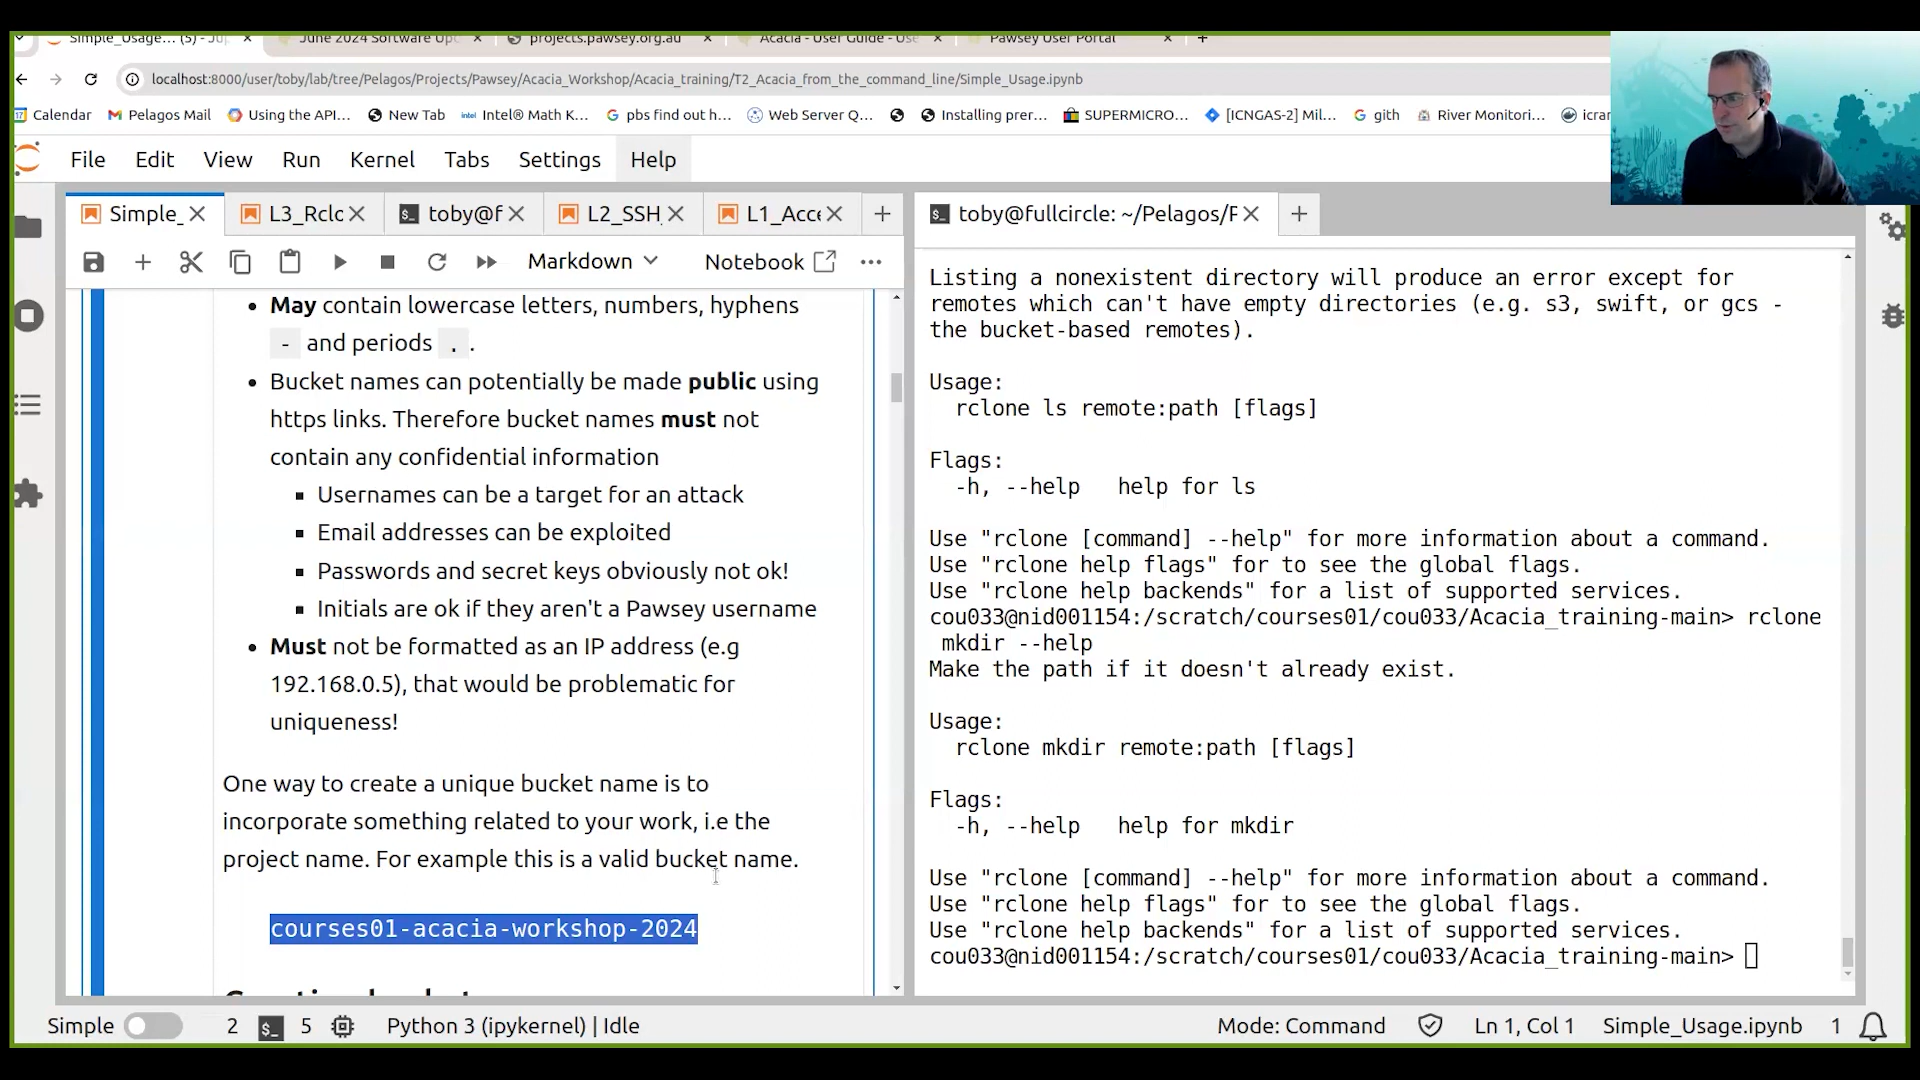 Simple_Usage... (5) - Jup
June 2024 Software Up
projects.pawsey.org.au
Acacia - User Guide - Use
Pawsey User Portal
localhost:8000/user/toby/lab/tree/Pelagos/Projects/Pawsey/Acacia_Workshop/Acacia_training/T2_Acacia_from_the_command_line/Simple_Usage.ipynb
Calendar
Pelagos Mail
Using the API...
New Tab
intel Intel® Math K...
pbs find out h...
Web Server Q...
Installing prer...
SUPERMICRO...
[ICNGAS-2] Mil...
gith
River Monitori...
icrar
File Edit View Run Kernel Tabs Settings Help
Simple_
L3_Rclo
toby@f
L2_SSH_
L1_Acce
toby@fullcircle: ~/Pelagos/P
Markdown
Notebook
• May contain lowercase letters, numbers, hyphens
- and periods . .
• Bucket names can potentially be made public using
https links. Therefore bucket names must not
contain any confidential information
▪ Usernames can be a target for an attack
▪ Email addresses can be exploited
▪ Passwords and secret keys obviously not ok!
▪ Initials are ok if they aren't a Pawsey username
• Must not be formatted as an IP address (e.g
192.168.0.5), that would be problematic for
uniqueness!
One way to create a unique bucket name is to
incorporate something related to your work, i.e the
project name. For example this is a valid bucket name.
courses01-acacia-workshop-2024
Listing a nonexistent directory will produce an error except for
remotes which can't have empty directories (e.g. s3, swift, or gcs -
the bucket-based remotes).
Usage:
rclone ls remote:path [flags]
Flags:
-h, --help   help for ls
Use "rclone [command] --help" for more information about a command.
Use "rclone help flags" for to see the global flags.
Use "rclone help backends" for a list of supported services.
cou033@nid001154:/scratch/courses01/cou033/Acacia_training-main> rclone
mkdir --help
Make the path if it doesn't already exist.
Usage:
rclone mkdir remote:path [flags]
Flags:
-h, --help   help for mkdir
Use "rclone [command] --help" for more information about a command.
Use "rclone help flags" for to see the global flags.
Use "rclone help backends" for a list of supported services.
cou033@nid001154:/scratch/courses01/cou033/Acacia_training-main>
Simple 2 5 Python 3 (ipykernel) | Idle Mode: Command Ln 1, Col 1 Simple_Usage.ipynb 1